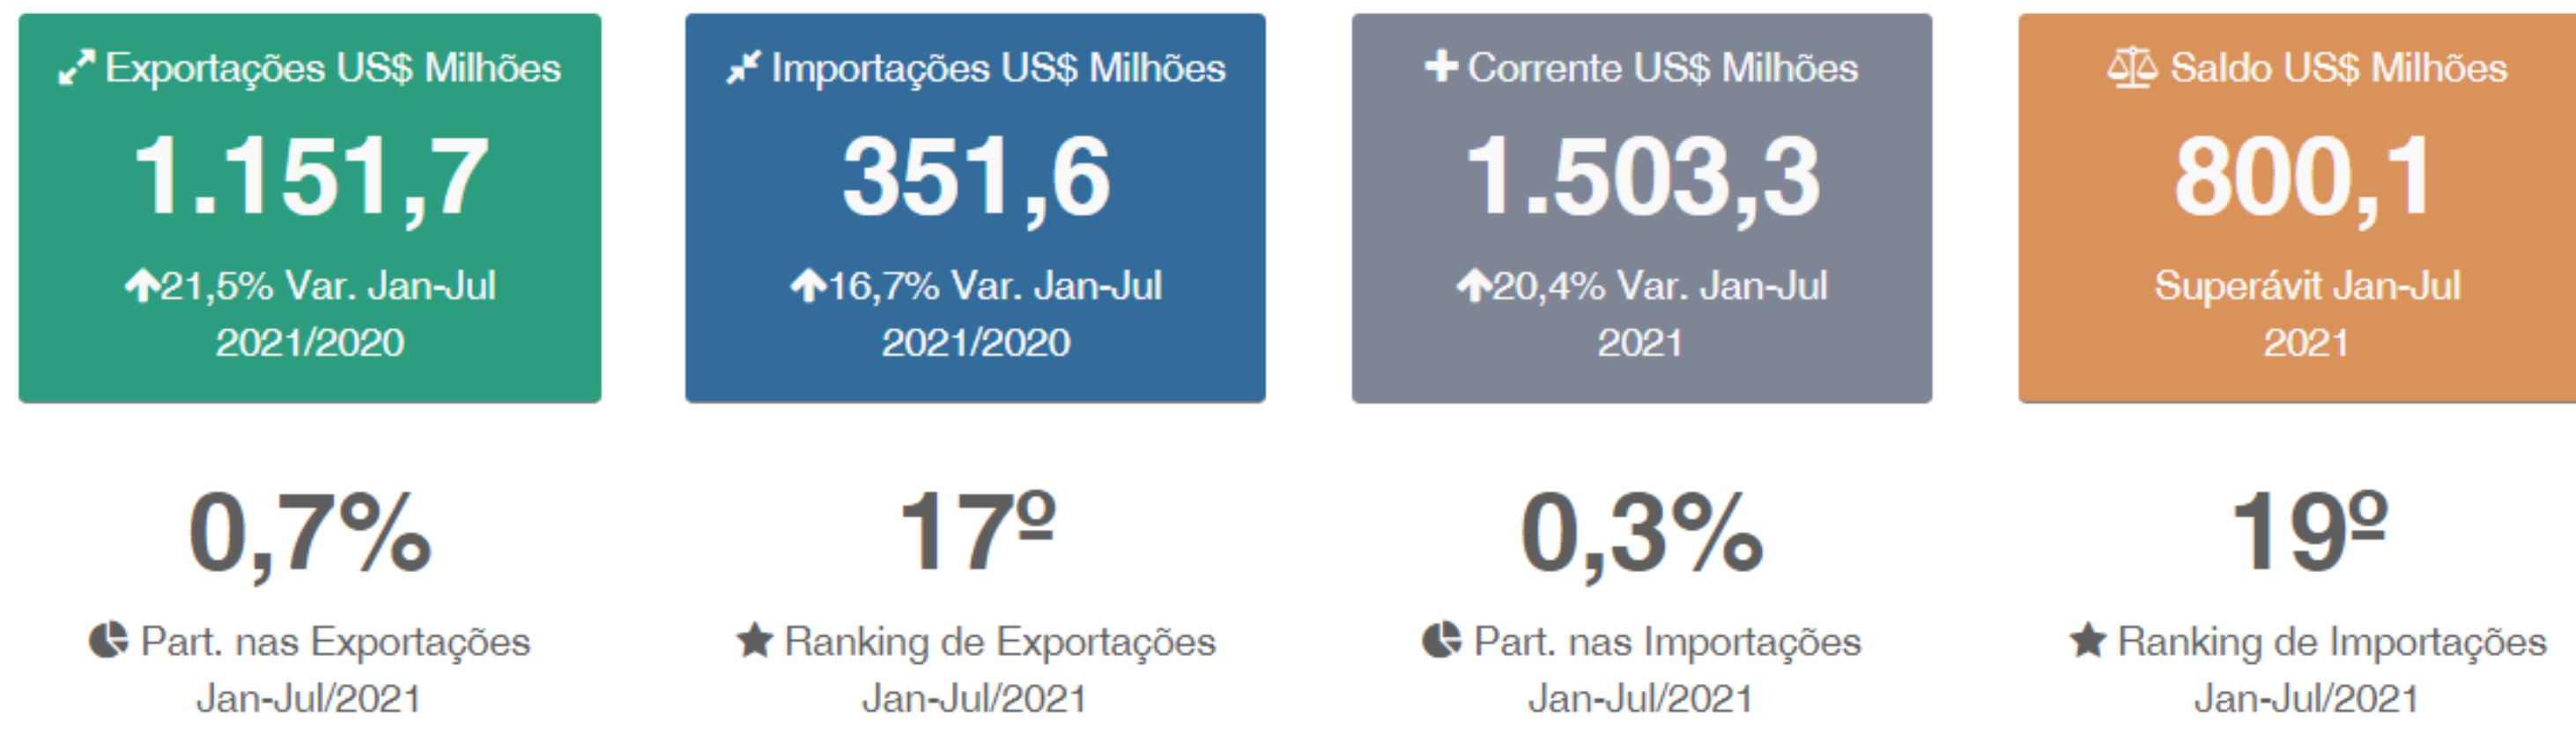 Exportações US$ Milhões
1.151,7
21,5% Var. Jan-Jul
2021/2020
Importações US$ Milhões
351,6
16,7% Var. Jan-Jul
2021/2020
Corrente US$ Milhões
1.503,3
20,4% Var. Jan-Jul
2021
Saldo US$ Milhões
800,1
Superávit Jan-Jul
2021
0,7%
Part. nas Exportações
Jan-Jul/2021
17º
Ranking de Exportações
Jan-Jul/2021
0,3%
Part. nas Importações
Jan-Jul/2021
19º
Ranking de Importações
Jan-Jul/2021